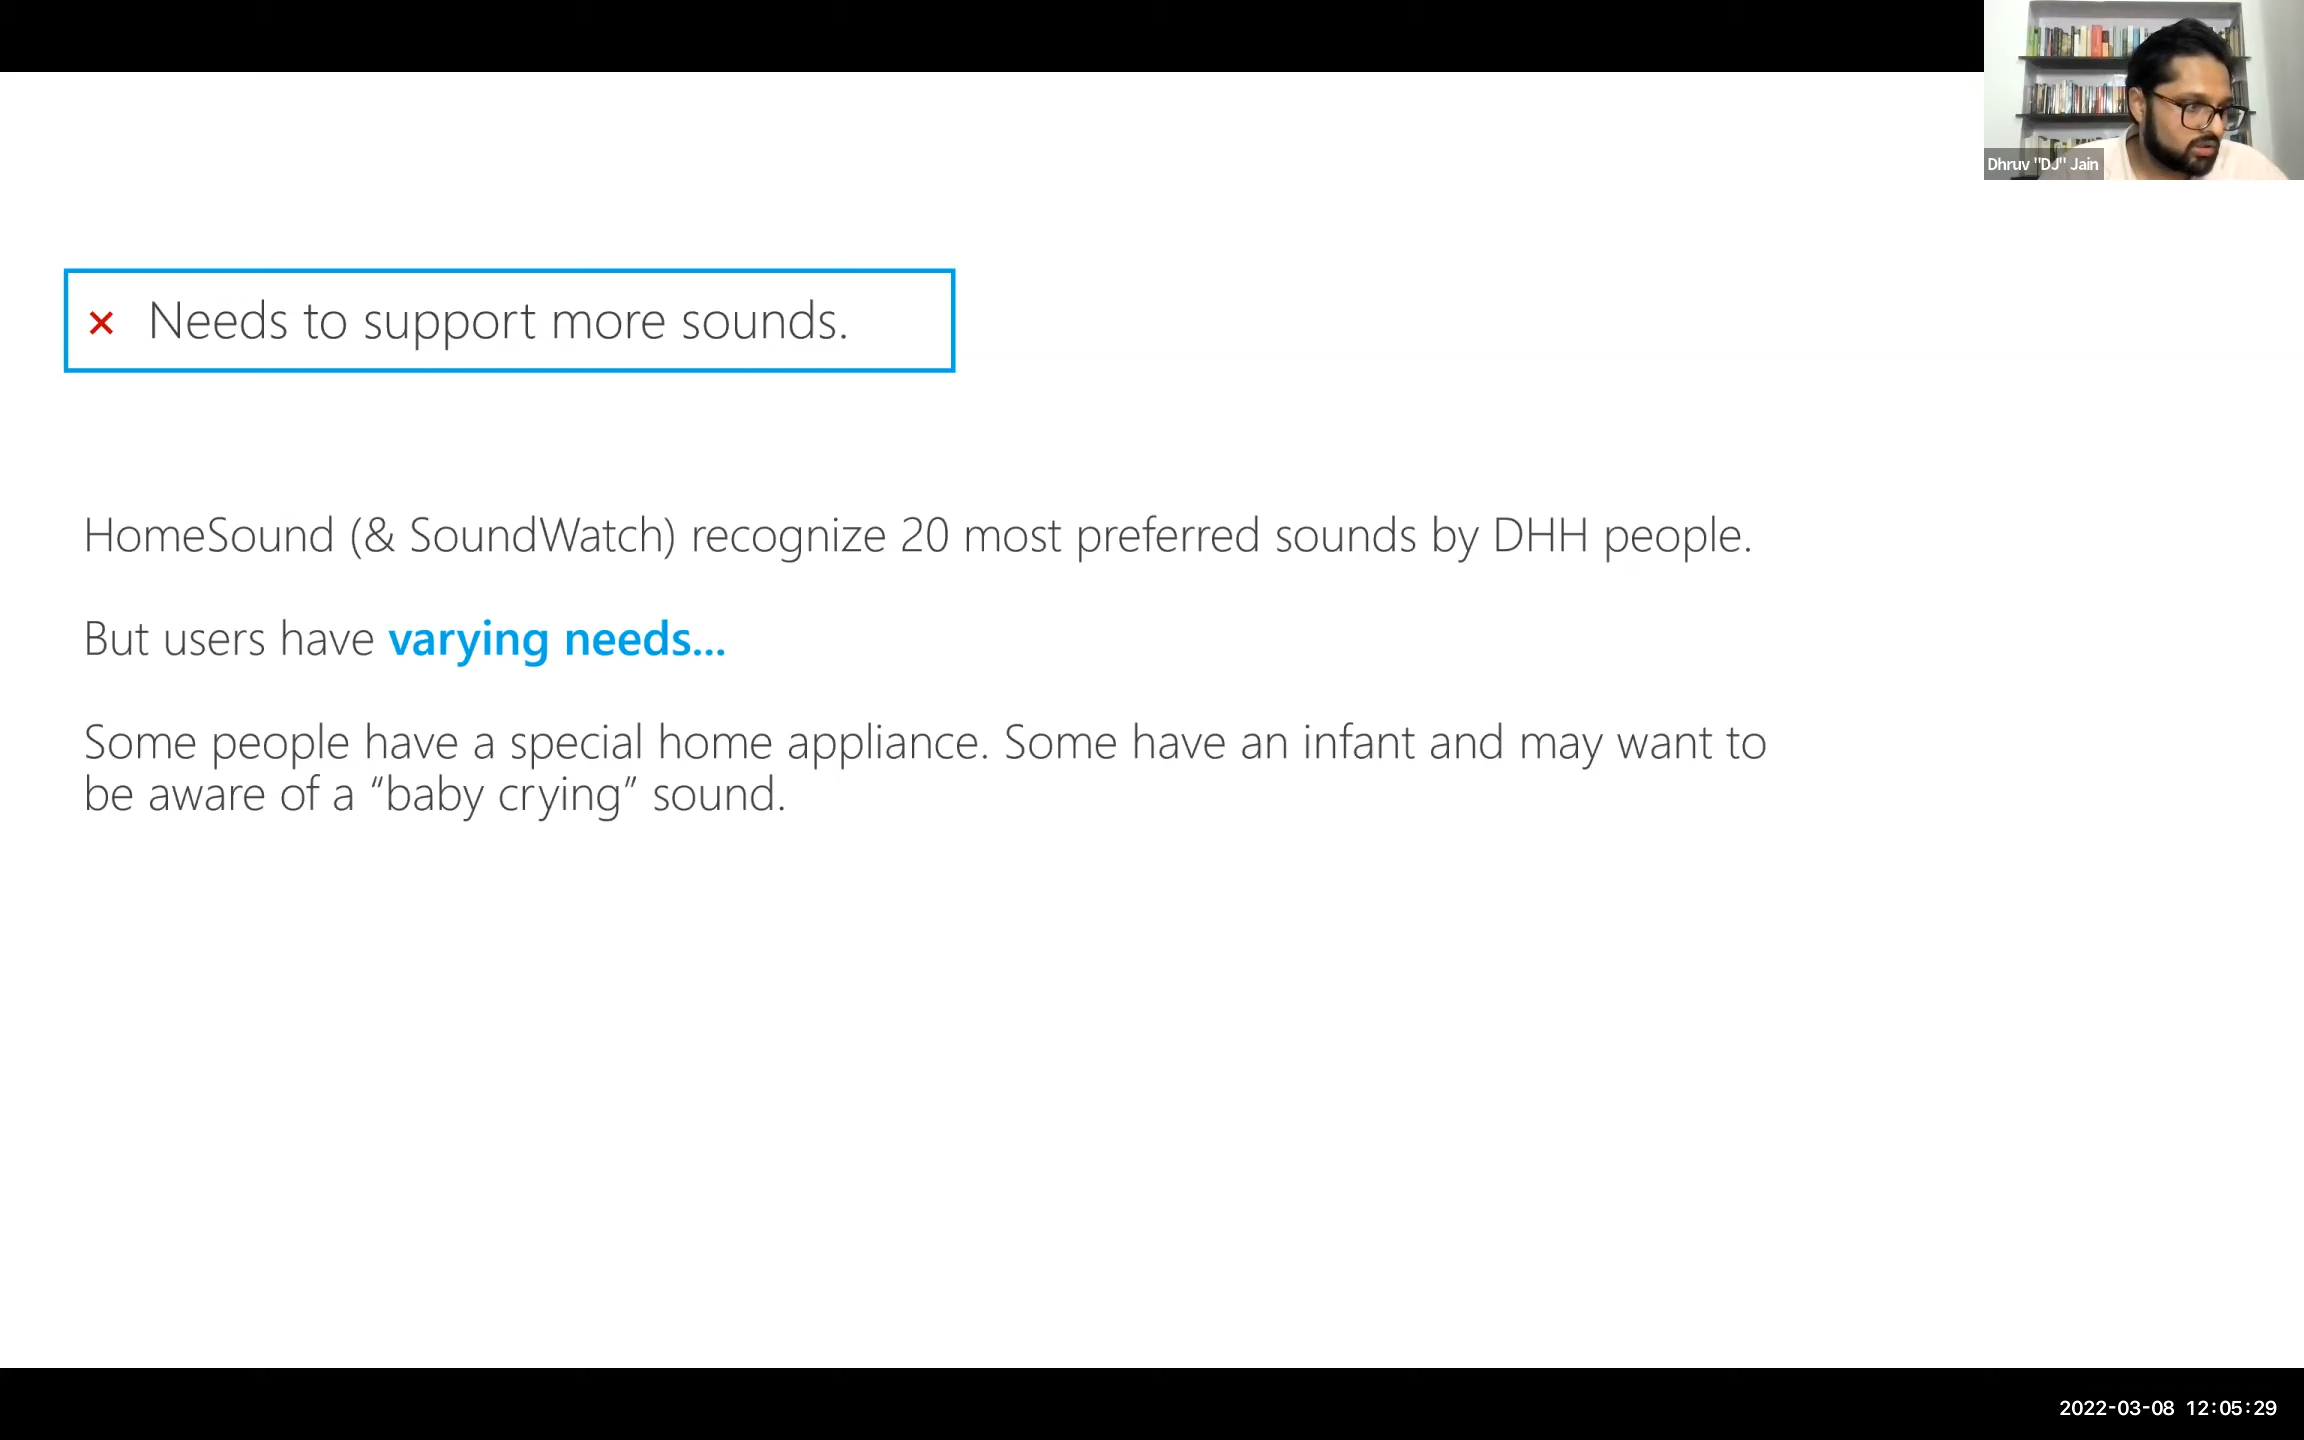 Dhruv "DJ" Jain
× Needs to support more sounds.
HomeSound (& SoundWatch) recognize 20 most preferred sounds by DHH people.
But users have varying needs...
Some people have a special home appliance. Some have an infant and may want to
be aware of a “baby crying” sound.
2022-03-08 12:05:29